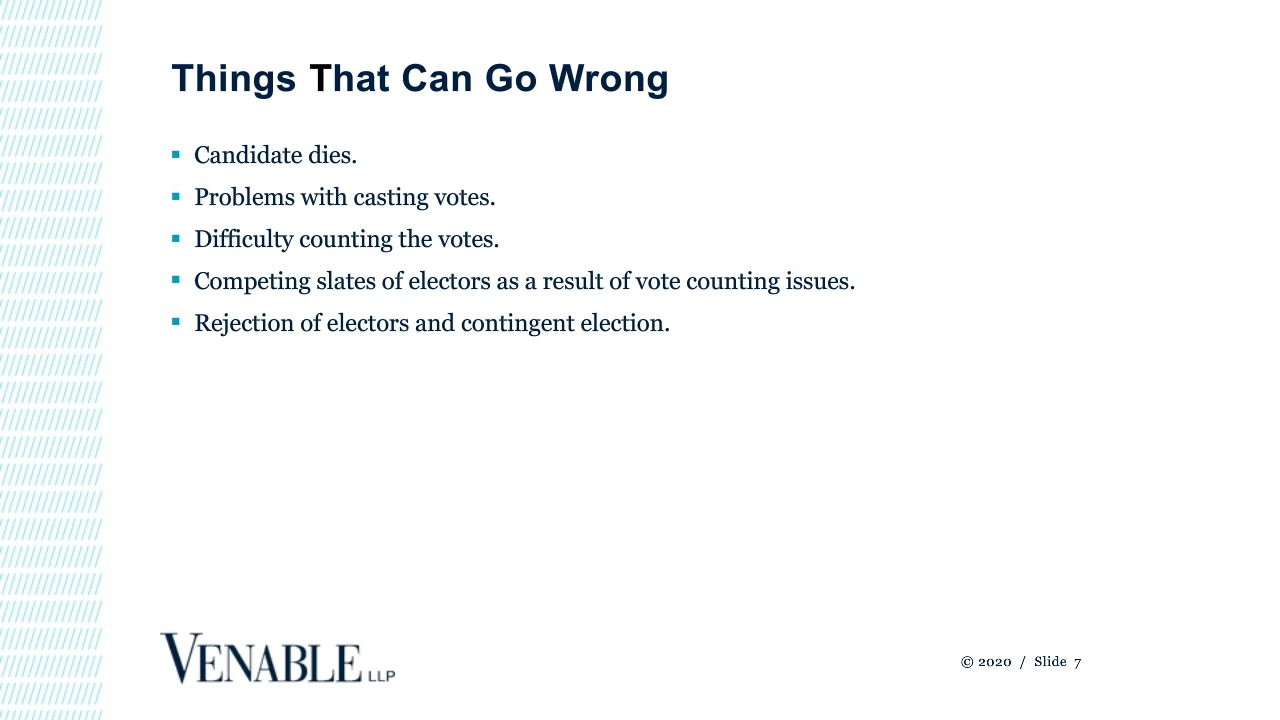 Things That Can Go Wrong
▪ Candidate dies.
▪ Problems with casting votes.
▪ Difficulty counting the votes.
▪ Competing slates of electors as a result of vote counting issues.
▪ Rejection of electors and contingent election.
VENABLE LLP
© 2020 / Slide 7